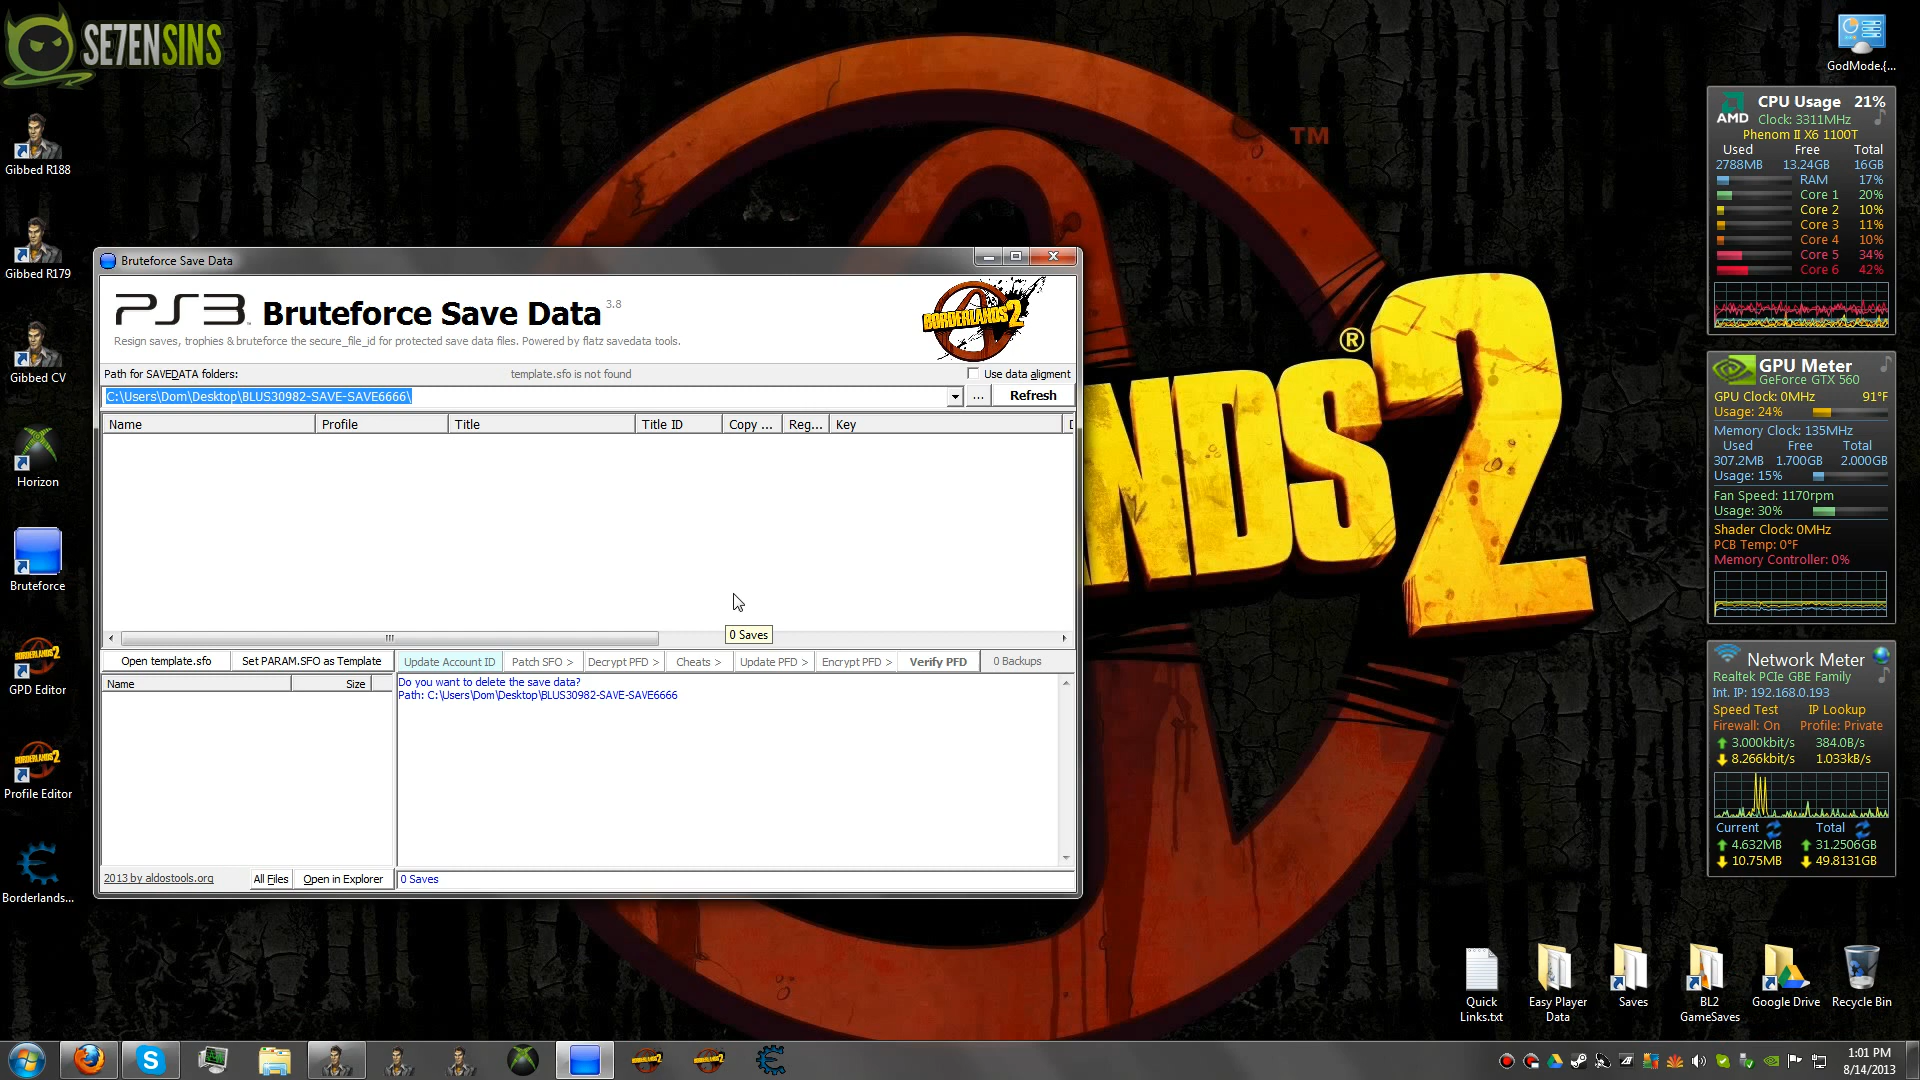 SE7ENSINS
Gibbed R188
Gibbed R179
Gibbed CV
Horizon
Bruteforce
GPD Editor
Profile Editor
Borderlands...
Bruteforce Save Data
PS3™ Bruteforce Save Data 3.8
Resign saves, trophies & bruteforce the secure_file_id for protected save data files. Powered by flatz savedata tools.
BORDERLANDS 2
Path for SAVEDATA folders:
template.sfo is not found
Use data aligment
C:\Users\Dom\Desktop\BLUS30982-SAVE-SAVE6666\
...
Refresh
Name Profile Title Title ID Copy ... Reg... Key D
0 Saves
Open template.sfo
Set PARAM.SFO as Template
Update Account ID
Patch SFO >
Decrypt PFD >
Cheats >
Update PFD >
Encrypt PFD >
Verify PFD
0 Backups
Name Size
Do you want to delete the save data?
Path: C:\Users\Dom\Desktop\BLUS30982-SAVE-SAVE6666
2013 by aldostools.org
All Files
Open in Explorer
0 Saves
TM
®
NDS 2
GodMode.{...
AMD
CPU Usage 21%
Clock: 3311MHz
Phenom II X6 1100T
Used Free Total
2788MB 13.24GB 16GB
RAM 17%
Core 1 20%
Core 2 10%
Core 3 11%
Core 4 10%
Core 5 34%
Core 6 42%
GPU Meter
GeForce GTX 560
GPU Clock: 0MHz 91°F
Usage: 24%
Memory Clock: 135MHz
Used Free Total
307.2MB 1.700GB 2.000GB
Usage: 15%
Fan Speed: 1170rpm
Usage: 30%
Shader Clock: 0MHz
PCB Temp: 0°F
Memory Controller: 0%
Network Meter
Realtek PCIe GBE Family
Int. IP: 192.168.0.193
Speed Test IP Lookup
Firewall: On Profile: Private
3.000kbit/s 384.0B/s
8.266kbit/s 1.033kB/s
Current Total
4.632MB 31.2506GB
10.75MB 49.8131GB
Quick Links.txt
Easy Player Data
Saves
BL2 GameSaves
Google Drive
Recycle Bin
1:01 PM
8/14/2013